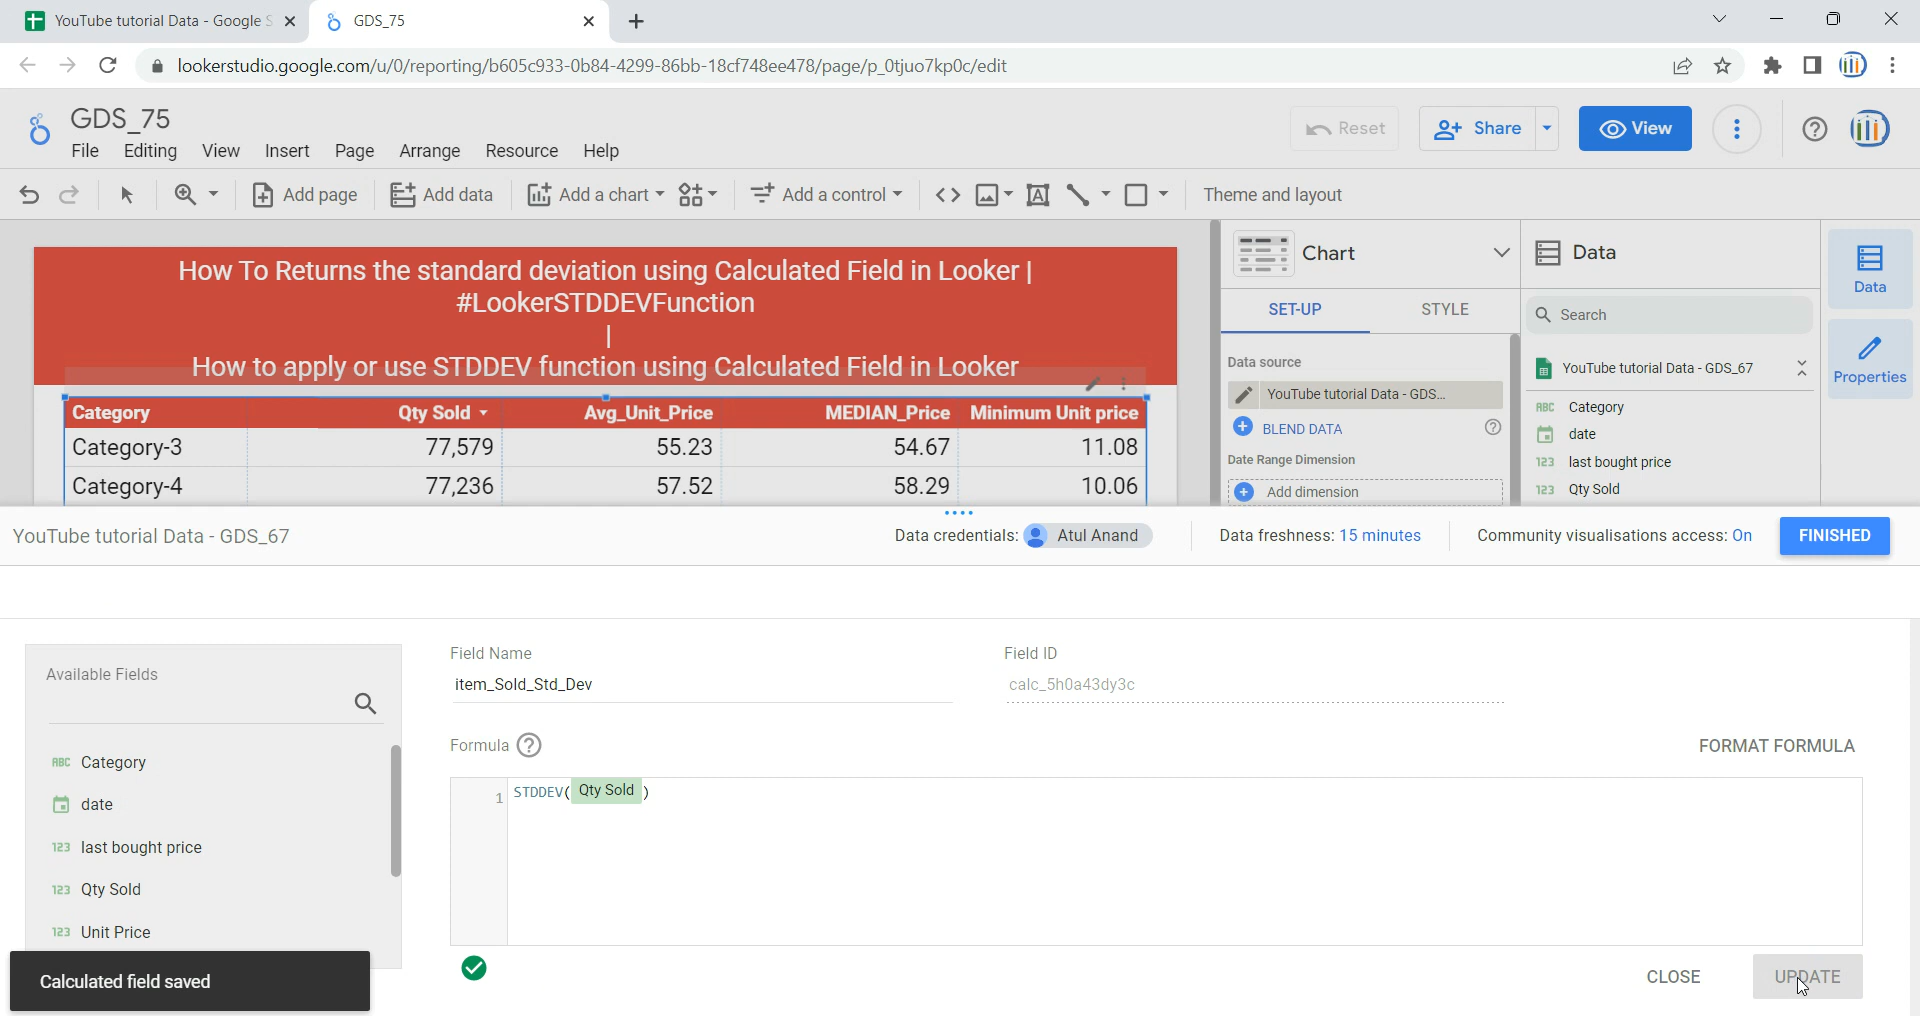 YouTube tutorial Data - Google S
GDS_75
lookerstudio.google.com/u/0/reporting/b605c933-0b84-4299-86bb-18cf748ee478/page/p_0tjuo7kp0c/edit
GDS_75
File Editing View Insert Page Arrange Resource Help
Reset
Share
View
Add page
Add data
Add a chart
Add a control
Theme and layout
How To Returns the standard deviation using Calculated Field in Looker |
#LookerSTDDEVFunction
|
How to apply or use STDDEV function using Calculated Field in Looker
Category Qty Sold Avg_Unit_Price MEDIAN_Price Minimum Unit price
Category-3 77,579 55.23 54.67 11.08
Category-4 77,236 57.52 58.29 10.06
Chart
SET-UP STYLE
Data source
YouTube tutorial Data - GDS...
BLEND DATA
Date Range Dimension
Add dimension
Data
Search
YouTube tutorial Data - GDS_67
ABC Category
date
123 last bought price
123 Qty Sold
Data
Properties
YouTube tutorial Data - GDS_67
Data credentials: Atul Anand
Data freshness: 15 minutes
Community visualisations access: On
FINISHED
Available Fields
ABC Category
date
123 last bought price
123 Qty Sold
123 Unit Price
Field Name
item_Sold_Std_Dev
Field ID
calc_5h0a43dy3c
Formula
FORMAT FORMULA
1 STDDEV( Qty Sold )
CLOSE
UPDATE
Calculated field saved